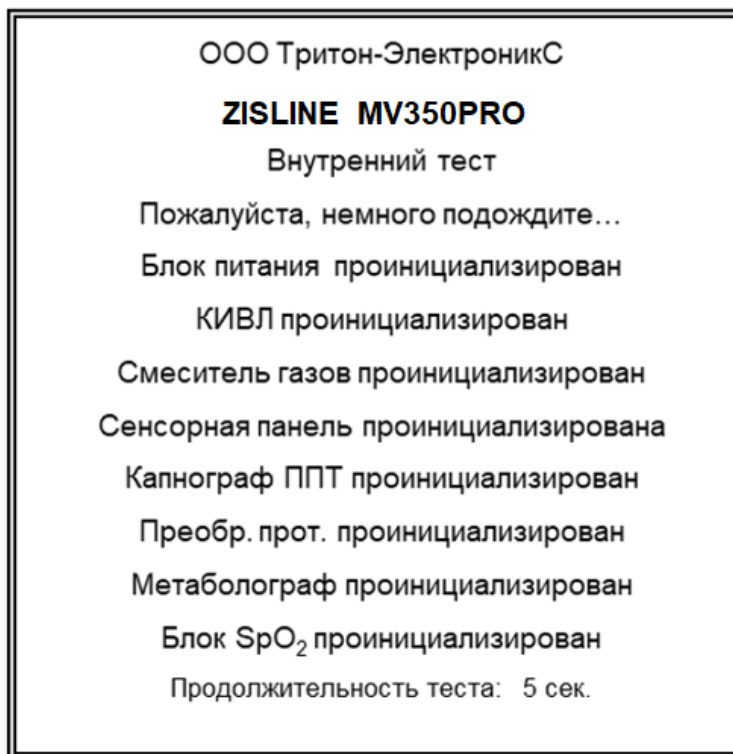 ООО Тритон-ЭлектроникС
ZISLINE MV350PRO
Внутренний тест
Пожалуйста, немного подождите...
Блок питания проинициализирован
КИВЛ проинициализирован
Смеситель газов проинициализирован
Сенсорная панель проинициализирована
Капнограф ППТ проинициализирован
Преобр. прот. проинициализирован
Метаболограф проинициализирован
Блок SpO₂ проинициализирован
Продолжительность теста: 5 сек.